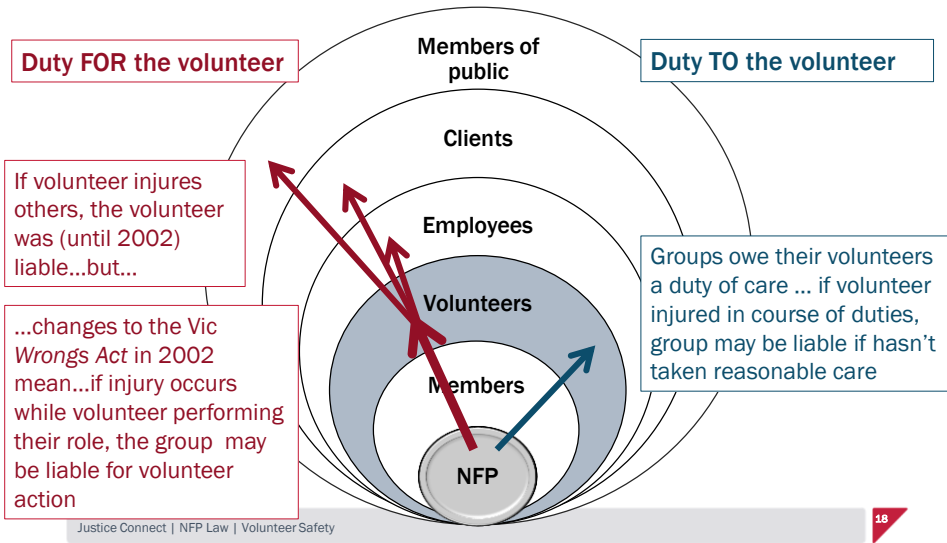 Members of
public
Duty FOR the volunteer
Duty TO the volunteer
Clients
If volunteer injures
others, the volunteer
was (until 2002)
liable...but...
Employees
Groups owe their volunteers
a duty of care ... if volunteer
injured in course of duties,
group may be liable if hasn't
taken reasonable care
Volunteers
...changes to the Vic
Wrongs Act in 2002
mean...if injury occurs
while volunteer performing
their role, the group may
be liable for volunteer
action
Members
NFP
Justice Connect | NFP Law | Volunteer Safety
18